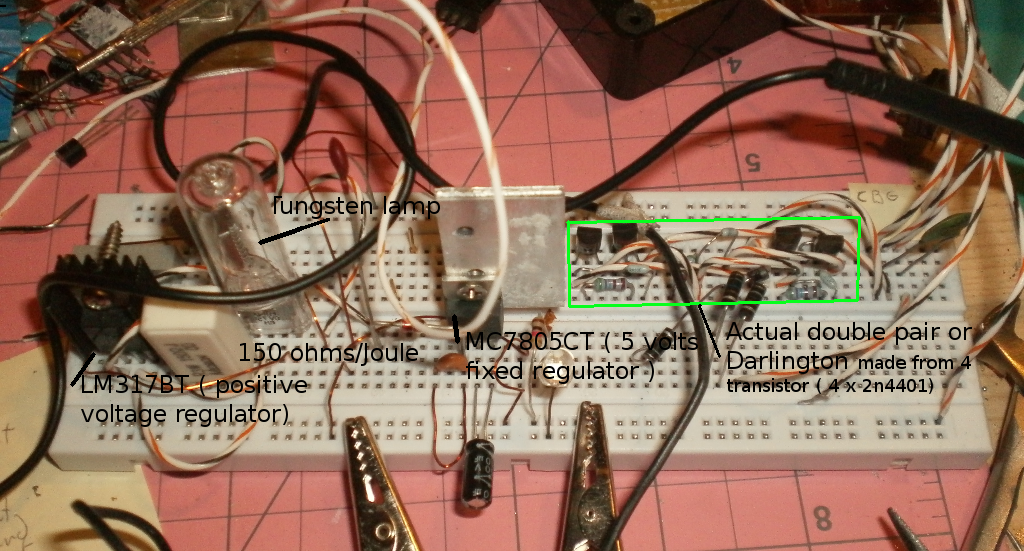 4
5
CBG
Tungsten lamp
150 ohms/Joule
MC7805CT ( 5 volts
fixed regulator )
Actual double pair or
Darlington made from 4
transistor ( 4 x 2n4401)
LM317BT ( positive
voltage regulator)
8